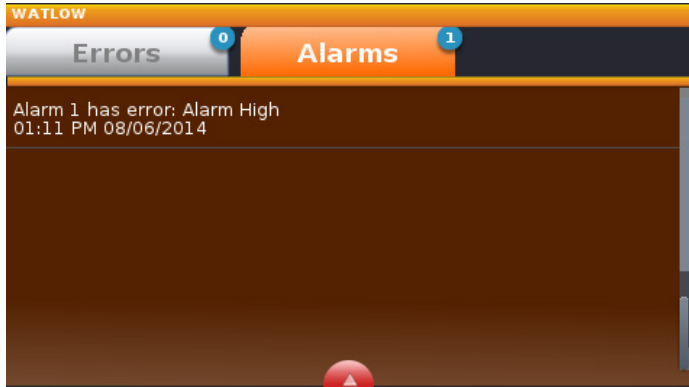 WATLOW
Errors 0 Alarms 1
Alarm 1 has error: Alarm High
01:11 PM 08/06/2014